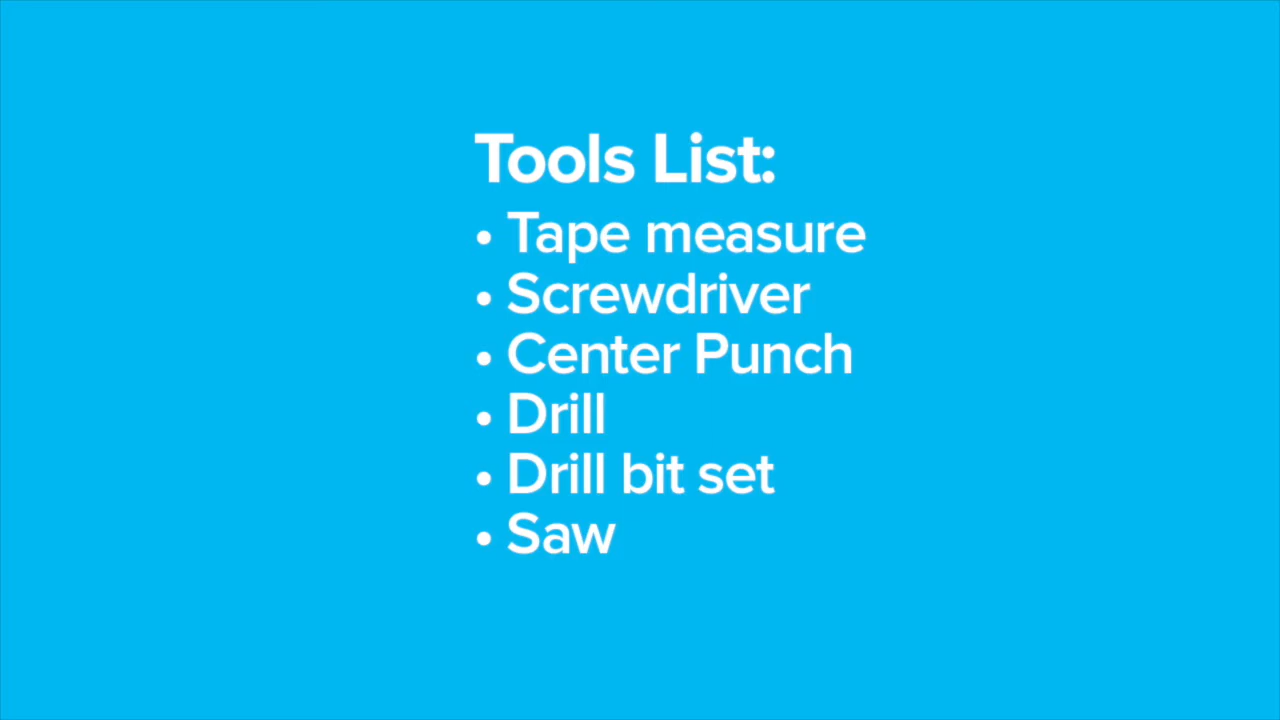 Tools List:
• Tape measure
• Screwdriver
• Center Punch
• Drill
• Drill bit set
• Saw